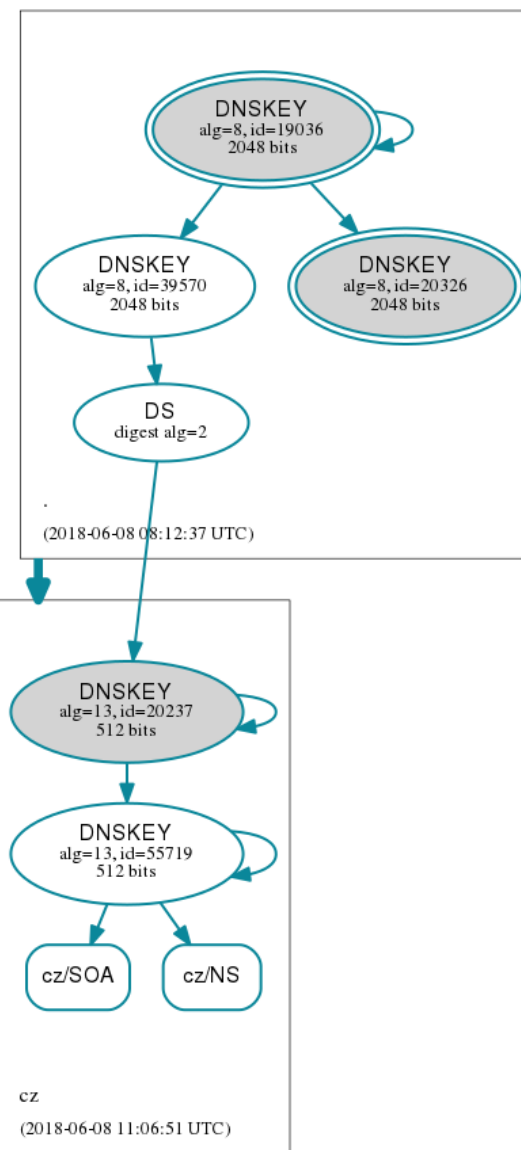 DNSKEY
alg=8, id=19036
2048 bits
DNSKEY
alg=8, id=39570
2048 bits
DNSKEY
alg=8, id=20326
2048 bits
DS
digest alg=2
.
(2018-06-08 08:12:37 UTC)
DNSKEY
alg=13, id=20237
512 bits
DNSKEY
alg=13, id=55719
512 bits
cz/SOA
cz/NS
cz
(2018-06-08 11:06:51 UTC)